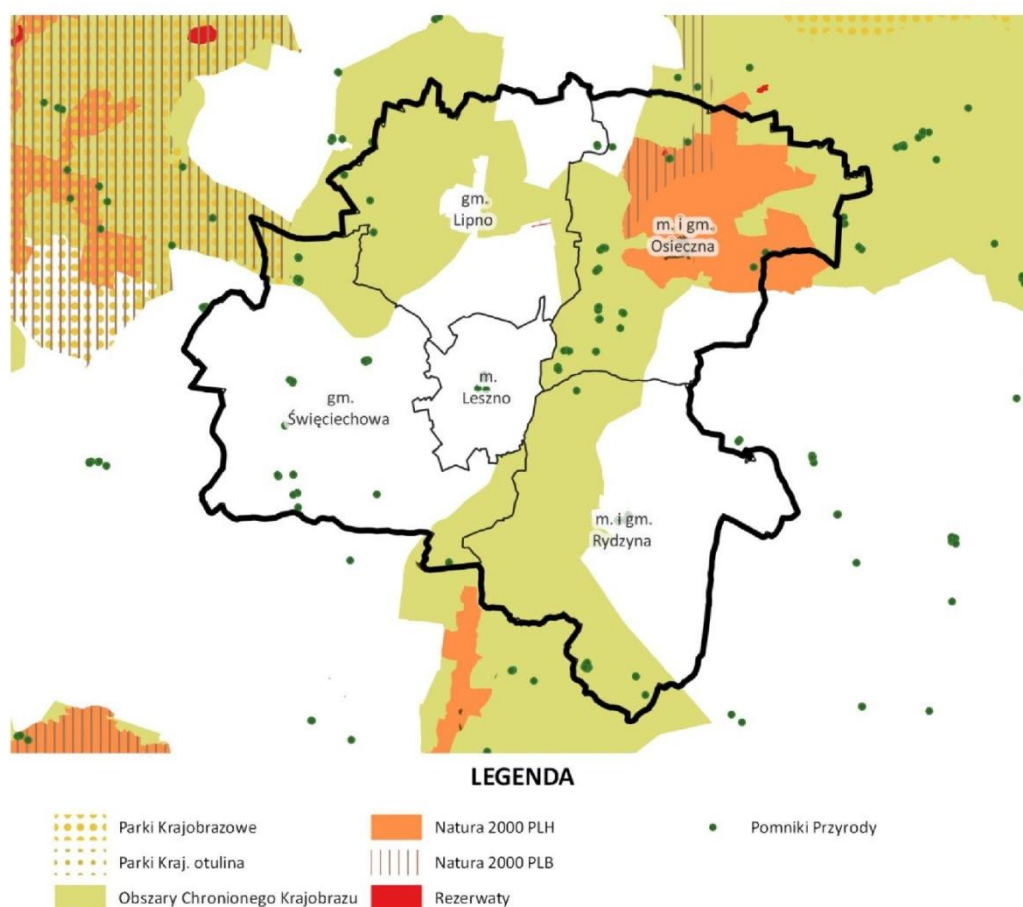 gm.
Lipno
m. i gm.
Osieczna
m.
Leszno
gm.
Święciechowa
m. i gm.
Rydzyna
LEGENDA
Parki Krajobrazowe
Natura 2000 PLH
Pomniki Przyrody
Parki Kraj. otulina
Natura 2000 PLB
Obszary Chronionego Krajobrazu
Rezerwaty